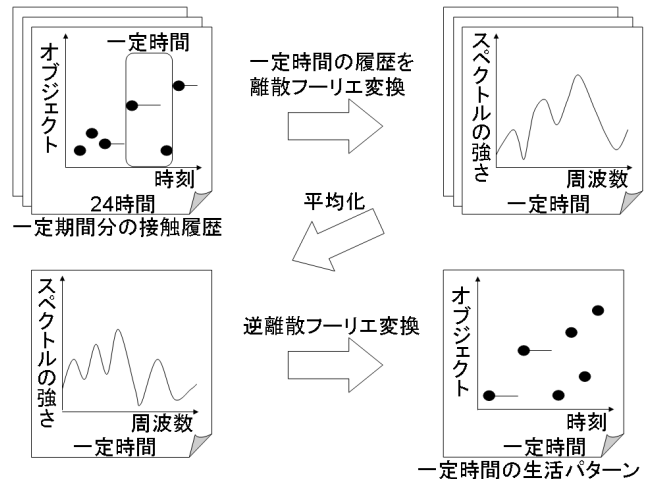 一定時間
オブジェクト
時刻
24時間
一定期間分の接触履歴
一定時間の履歴を
離散フーリエ変換
スペクトルの強さ
周波数
一定時間
平均化
スペクトルの強さ
周波数
一定時間
逆離散フーリエ変換
オブジェクト
時刻
一定時間
一定時間の生活パターン